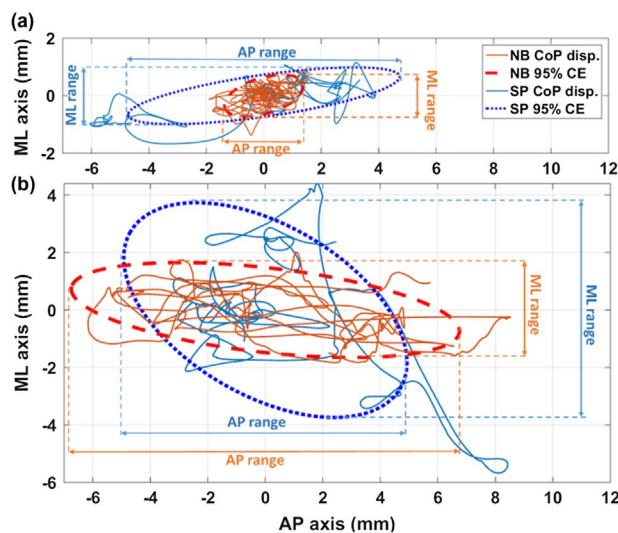 (a)
AP range
ML range
ML range
AP range
NB CoP disp.
NB 95% CE
SP CoP disp.
SP 95% CE
ML axis (mm)
2
0
-2
-6 -4 -2 0 2 4 6 8 10 12
(b)
ML range
ML range
AP range
AP range
ML axis (mm)
4
2
0
-2
-4
-6
-6 -4 -2 0 2 4 6 8 10 12
AP axis (mm)